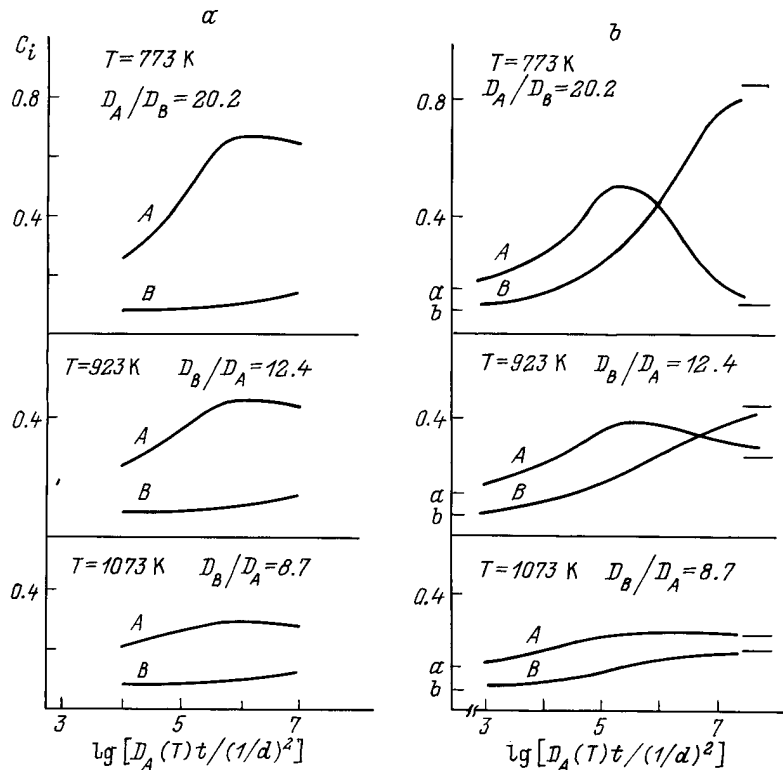 a
C_i
T = 773 K
D_A/D_B = 20.2
0.8
0.4
A
B
T = 923 K D_B/D_A = 12.4
0.4
A
B
T = 1073 K D_B/D_A = 8.7
0.4
A
B
3 5 7
lg[D_A(T)t/(1/d)^2]
b
T = 773 K
D_A/D_B = 20.2
0.8
0.4
A
B
a
b
T = 923 K D_B/D_A = 12.4
0.4
A
B
a
b
T = 1073 K D_B/D_A = 8.7
0.4
A
B
a
b
3 5 7
lg[D_A(T)t/(1/d)^2]